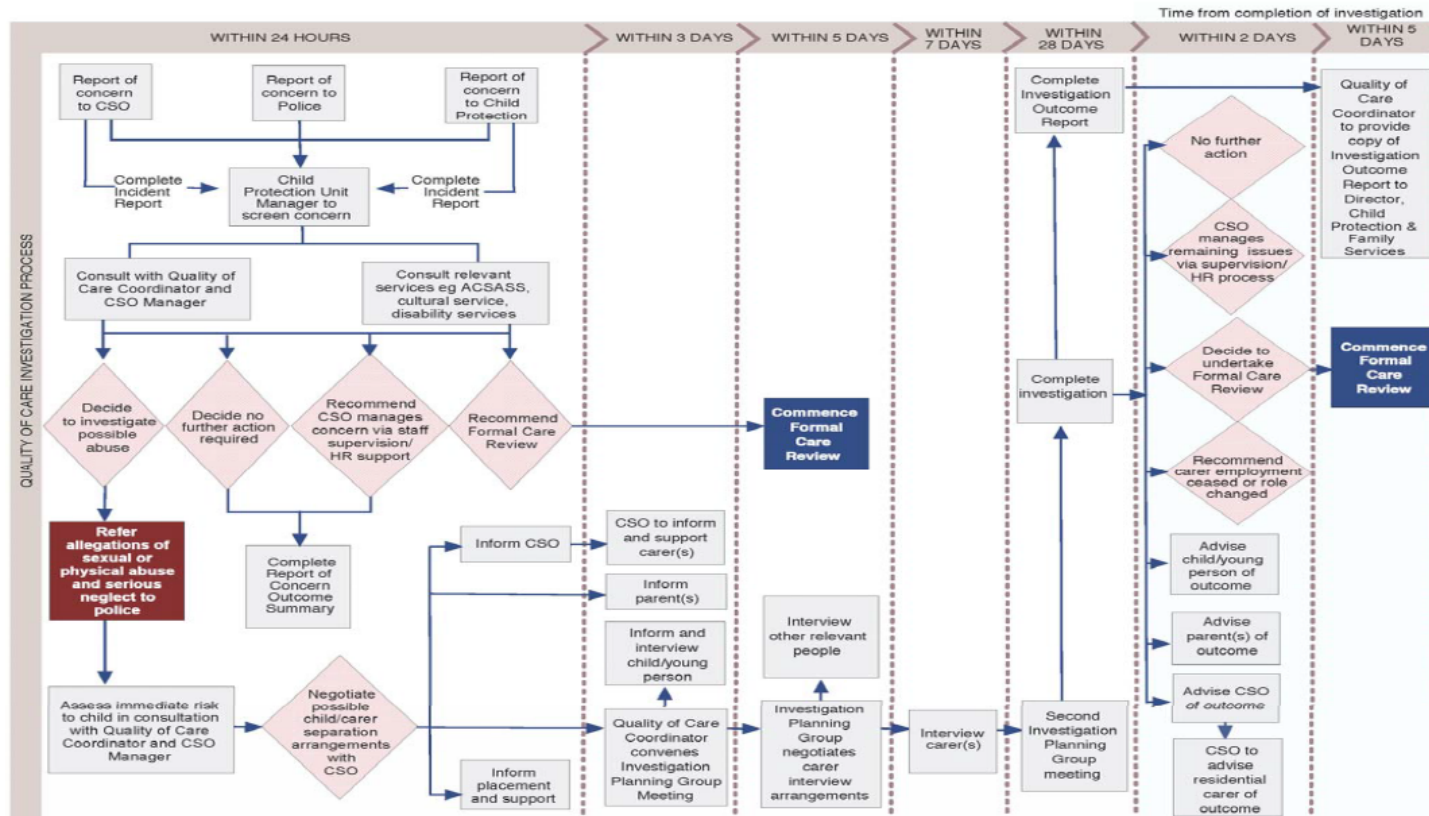 Time from completion of investigation
WITHIN 24 HOURS
WITHIN 3 DAYS
WITHIN 5 DAYS
WITHIN
7 DAYS
WITHIN
28 DAYS
WITHIN 2 DAYS
WITHIN 5
DAYS
QUALITY OF CARE INVESTIGATION PROCESS
Report of
concern
to CSO
Report of
concern to
Police
Report of
concern
to Child
Protection
Complete
Incident
Report
Child
Protection Unit
Manager to
screen concern
Complete
Incident
Report
Consult with Quality of
Care Coordinator and
CSO Manager
Consult relevant
services eg ACSASS,
cultural service,
disability services
Decide
to investigate
possible
abuse
Decide no
further action
required
Recommend
CSO manages
concern via staff
supervision/
HR support
Recommend
Formal Care
Review
Commence
Formal
Care
Review
Refer
allegations of
sexual or
physical abuse
and serious
neglect to
police
Complete
Report of
Concern
Outcome
Summary
Assess immediate risk
to child in consultation
with Quality of Care
Coordinator and CSO
Manager
Negotiate
possible
child/carer
separation
arrangements
with
CSO
Inform CSO
CSO to inform
and support
carer(s)
Inform
parent(s)
Inform and
interview
child/young
person
Inform
placement
and support
Quality of Care
Coordinator
convenes
Investigation
Planning Group
Meeting
Interview
other relevant
people
Investigation
Planning
Group
negotiates
carer
interview
arrangements
Interview
carer(s)
Second
Investigation
Planning
Group
meeting
Complete
investigation
Complete
Investigation
Outcome
Report
No further
action
CSO
manages
remaining issues
via supervision/
HR process
Decide to
undertake
Formal Care
Review
Recommend
carer employment
ceased or role
changed
Advise
child/young
person of
outcome
Advise
parent(s) of
outcome
Advise CSO
of outcome
CSO to
advise
residential
carer of
outcome
Quality of
Care
Coordinator
to provide
copy of
Investigation
Outcome
Report to
Director,
Child
Protection &
Family
Services
Commence
Formal
Care
Review